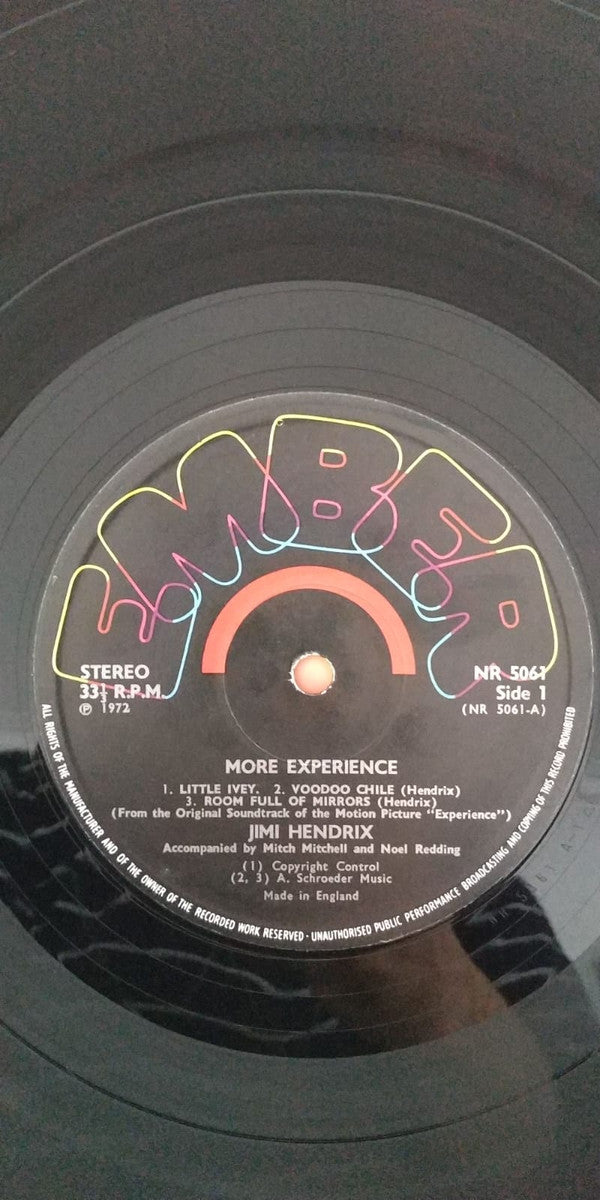 EMBER
STEREO
33⅓ R.P.M.
Ⓟ 1972
NR 5061
Side 1
(NR 5061-A)
MORE EXPERIENCE
1. LITTLE IVEY. 2. VOODOO CHILE (Hendrix)
3. ROOM FULL OF MIRRORS (Hendrix)
(From the Original Soundtrack of the Motion Picture "Experience")
JIMI HENDRIX
Accompanied by Mitch Mitchell and Noel Redding
(1) Copyright Control
(2, 3) A. Schroeder Music
Made in England
ALL RIGHTS OF THE MANUFACTURER AND OF THE OWNER OF THE RECORDED WORK RESERVED · UNAUTHORISED PUBLIC PERFORMANCE BROADCASTING AND COPYING OF THIS RECORD PROHIBITED